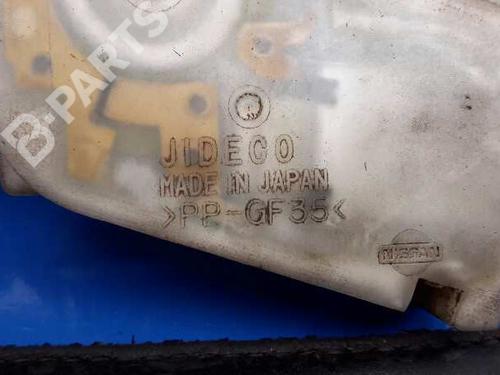 B-PARTS
JIDECO
MADE IN JAPAN
>PP-GF35<
NISSAN